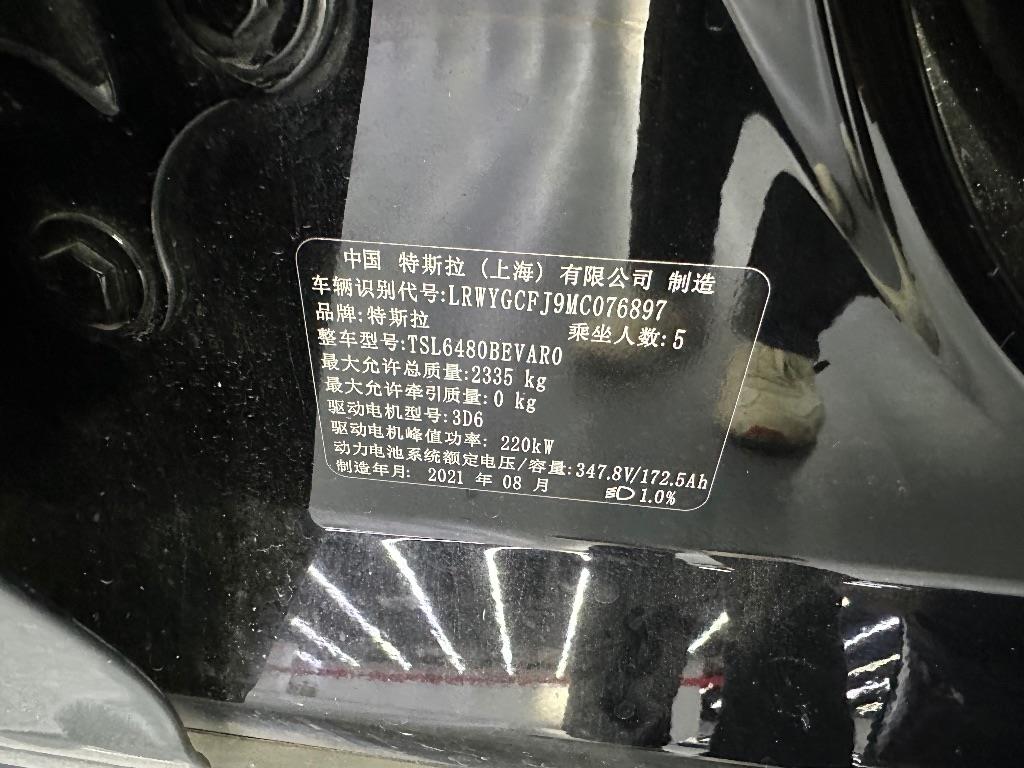 中国 特斯拉 (上海) 有限公司 制造
车辆识别代号:LRWYGCFJ9MC076897
品牌:特斯拉 乘坐人数:5
整车型号:TSL6480BEVAR0
最大允许总质量:2335 kg
最大允许牵引质量:0 kg
驱动电机型号:3D6
驱动电机峰值功率: 220kW
动力电池系统额定电压/容量:347.8V/172.5Ah
制造年月: 2021 年 08 月 1.0%